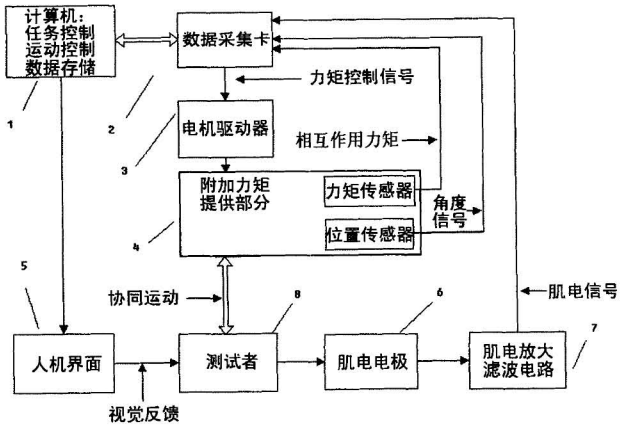 计算机：
任务控制
运动控制
数据存储
1
数据采集卡
2
力矩控制信号
电机驱动器
3
相互作用力矩
附加力矩
提供部分
力矩传感器
位置传感器
4
角度
信号
5
协同运动
8
6
肌电信号
人机界面
测试者
肌电电极
肌电放大
滤波电路
7
视觉反馈